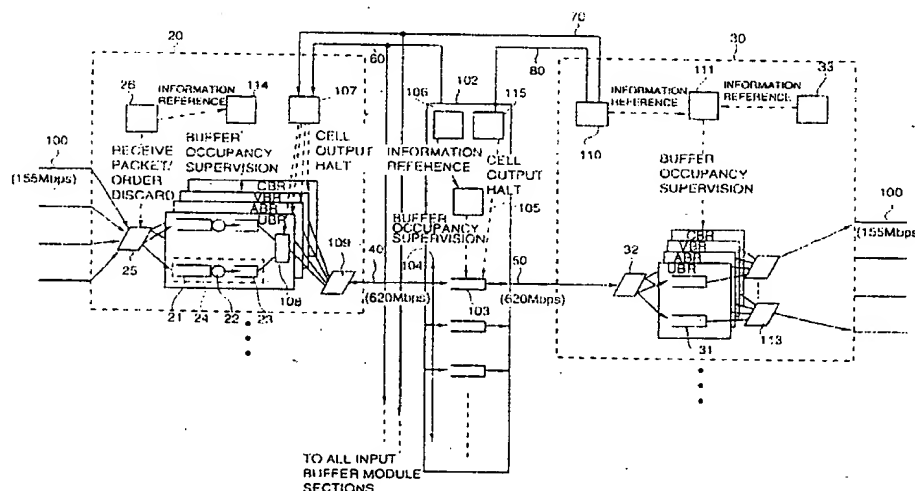 70
20
30
60
80
26
INFORMATION
REFERENCE
114
107
102
106
115
111
33
INFORMATION
REFERENCE
INFORMATION
REFERENCE
110
100
(155Mbps)
RECEIVE
PACKET/
ORDER
DISCARD
BUFFER
OCCUPANCY
SUPERVISION
CELL
OUTPUT
HALT
INFORMATION
REFERENCE
CELL
OUTPUT
HALT
BUFFER
OCCUPANCY
SUPERVISION
CBR
VBR
ABR
UBR
BUFFER
OCCUPANCY
SUPERVISION
105
104
CBR
VBR
ABR
UBR
100
(155Mbps)
25
109
40
(620Mbps)
50
(620Mbps)
32
108
103
21
24
22
23
31
113
TO ALL INPUT
BUFFER MODULE
SECTIONS